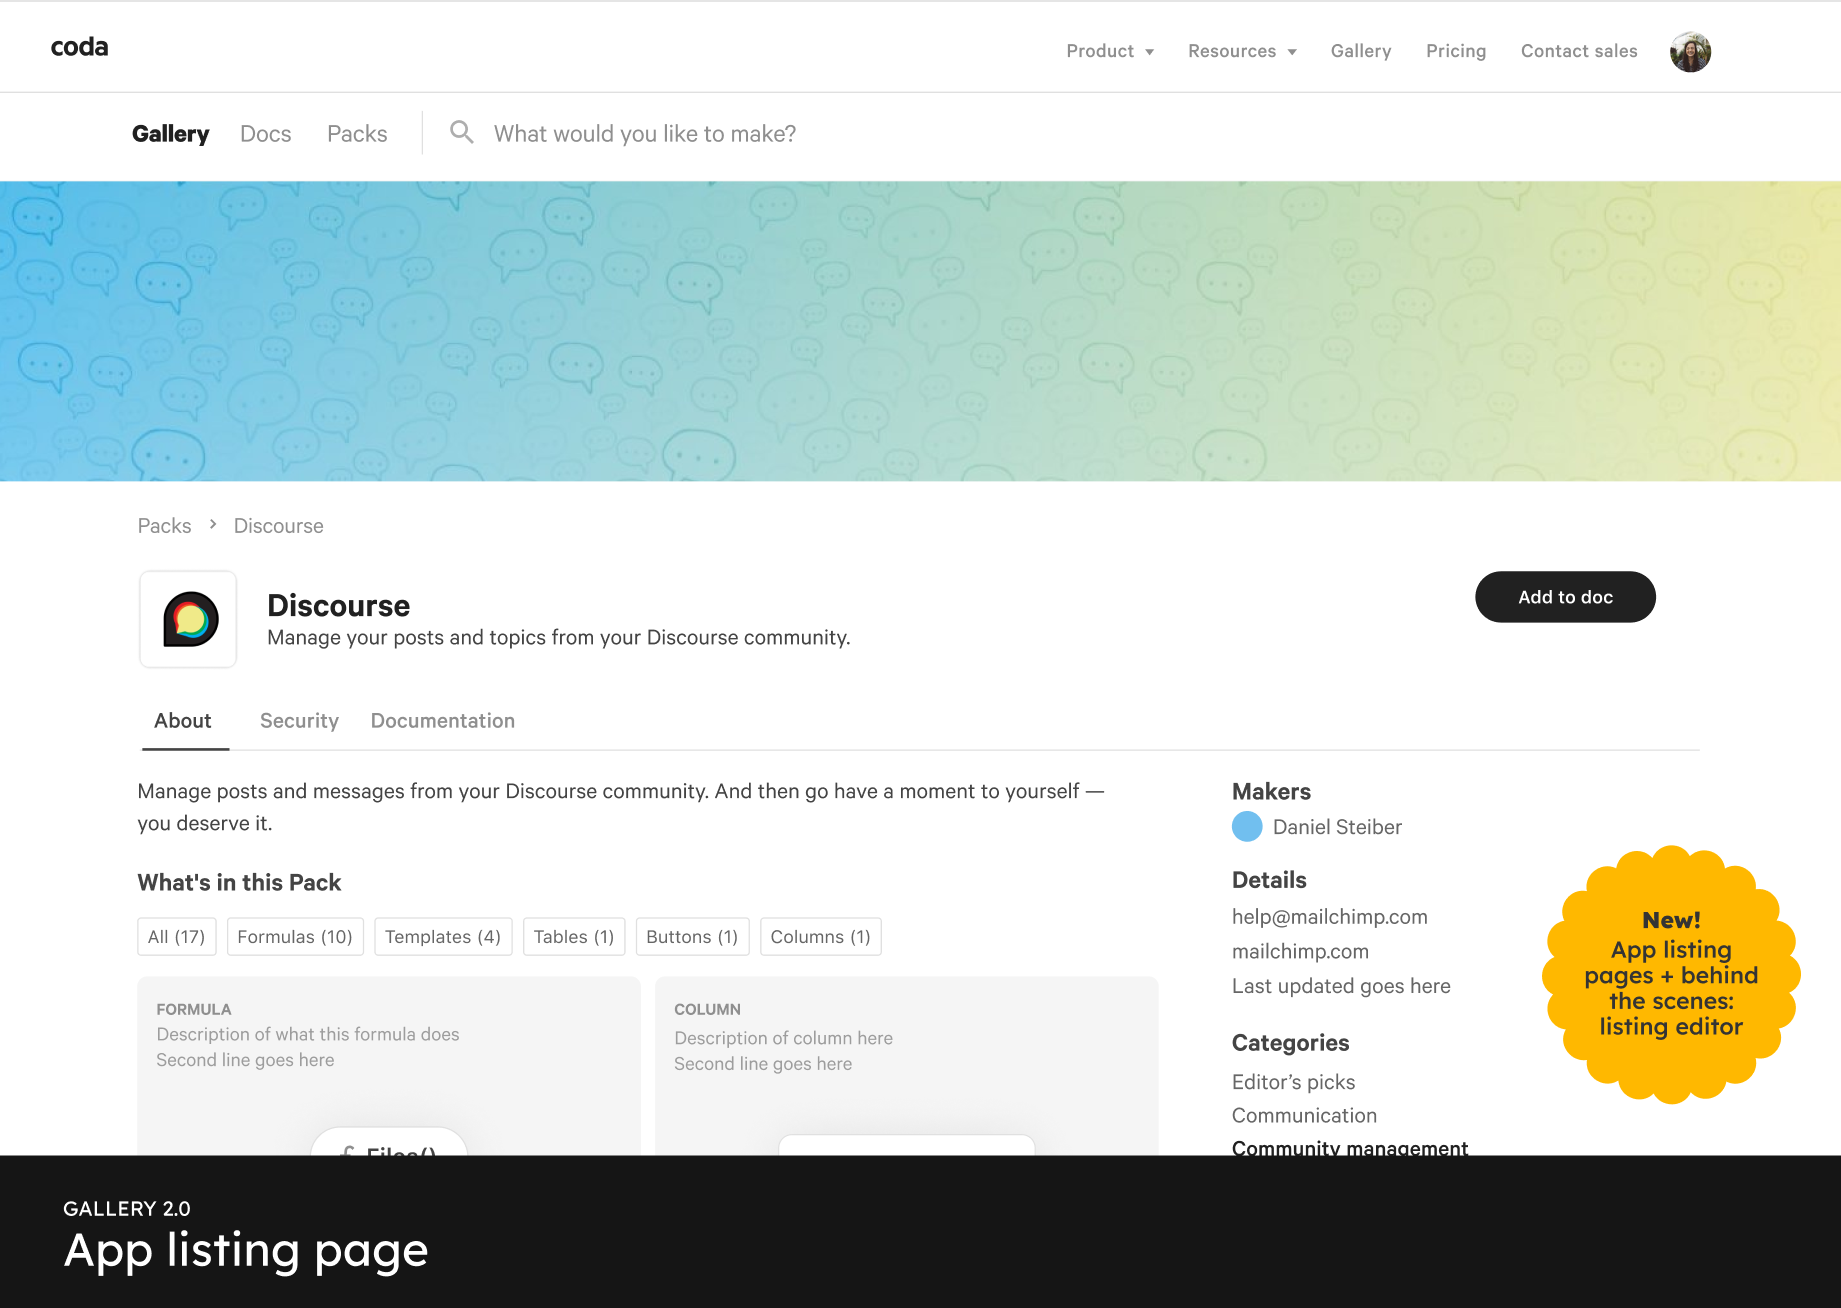 coda
Product
Resources
Gallery
Pricing
Contact sales
Gallery
Docs
Packs
What would you like to make?
Packs > Discourse
Discourse
Manage your posts and topics from your Discourse community.
Add to doc
About
Security
Documentation
Manage posts and messages from your Discourse community. And then go have a moment to yourself —
you deserve it.
What's in this Pack
All (17)
Formulas (10)
Templates (4)
Tables (1)
Buttons (1)
Columns (1)
FORMULA
Description of what this formula does
Second line goes here
Files()
COLUMN
Description of column here
Second line goes here
Makers
Daniel Steiber
Details
help@mailchimp.com
mailchimp.com
Last updated goes here
Categories
Editor’s picks
Communication
Community management
New!
App listing
pages + behind
the scenes:
listing editor
GALLERY 2.0
App listing page